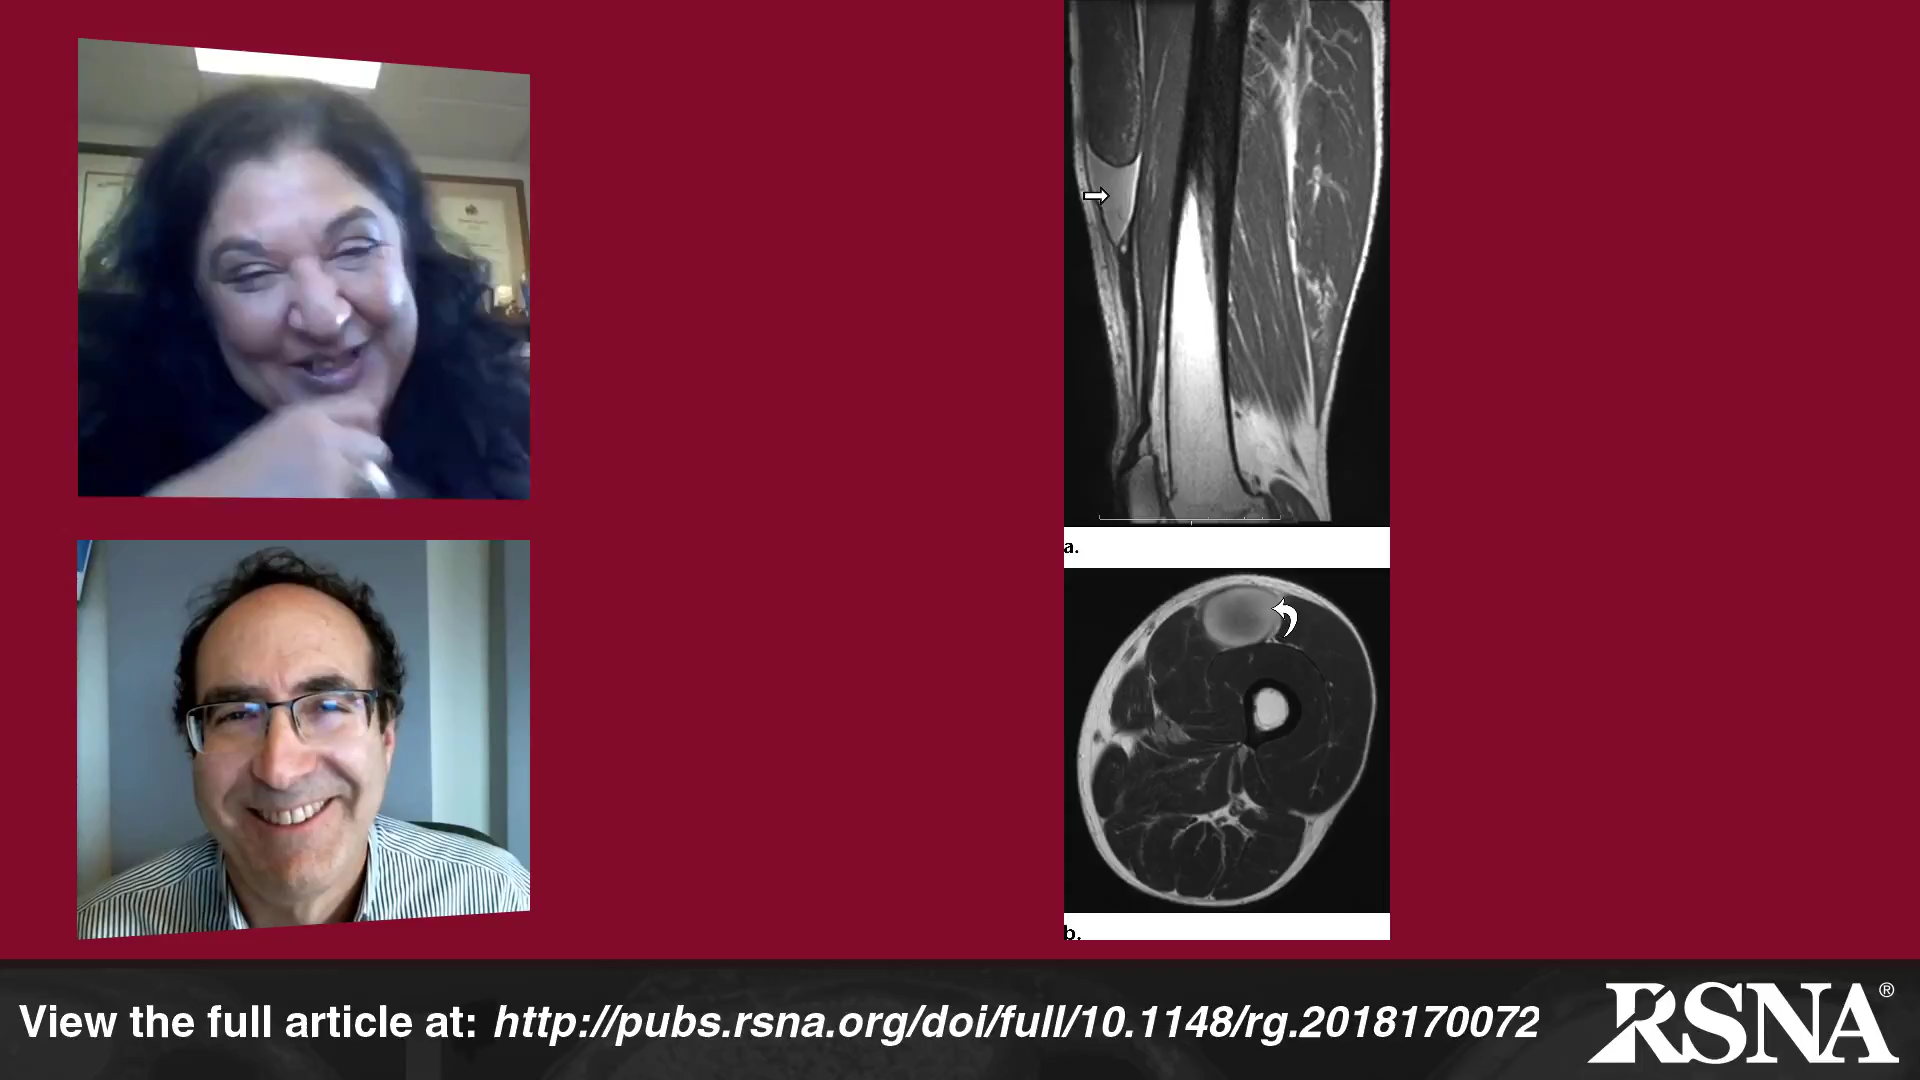 a.
b.
View the full article at: http://pubs.rsna.org/doi/full/10.1148/rg.2018170072
RSNA®